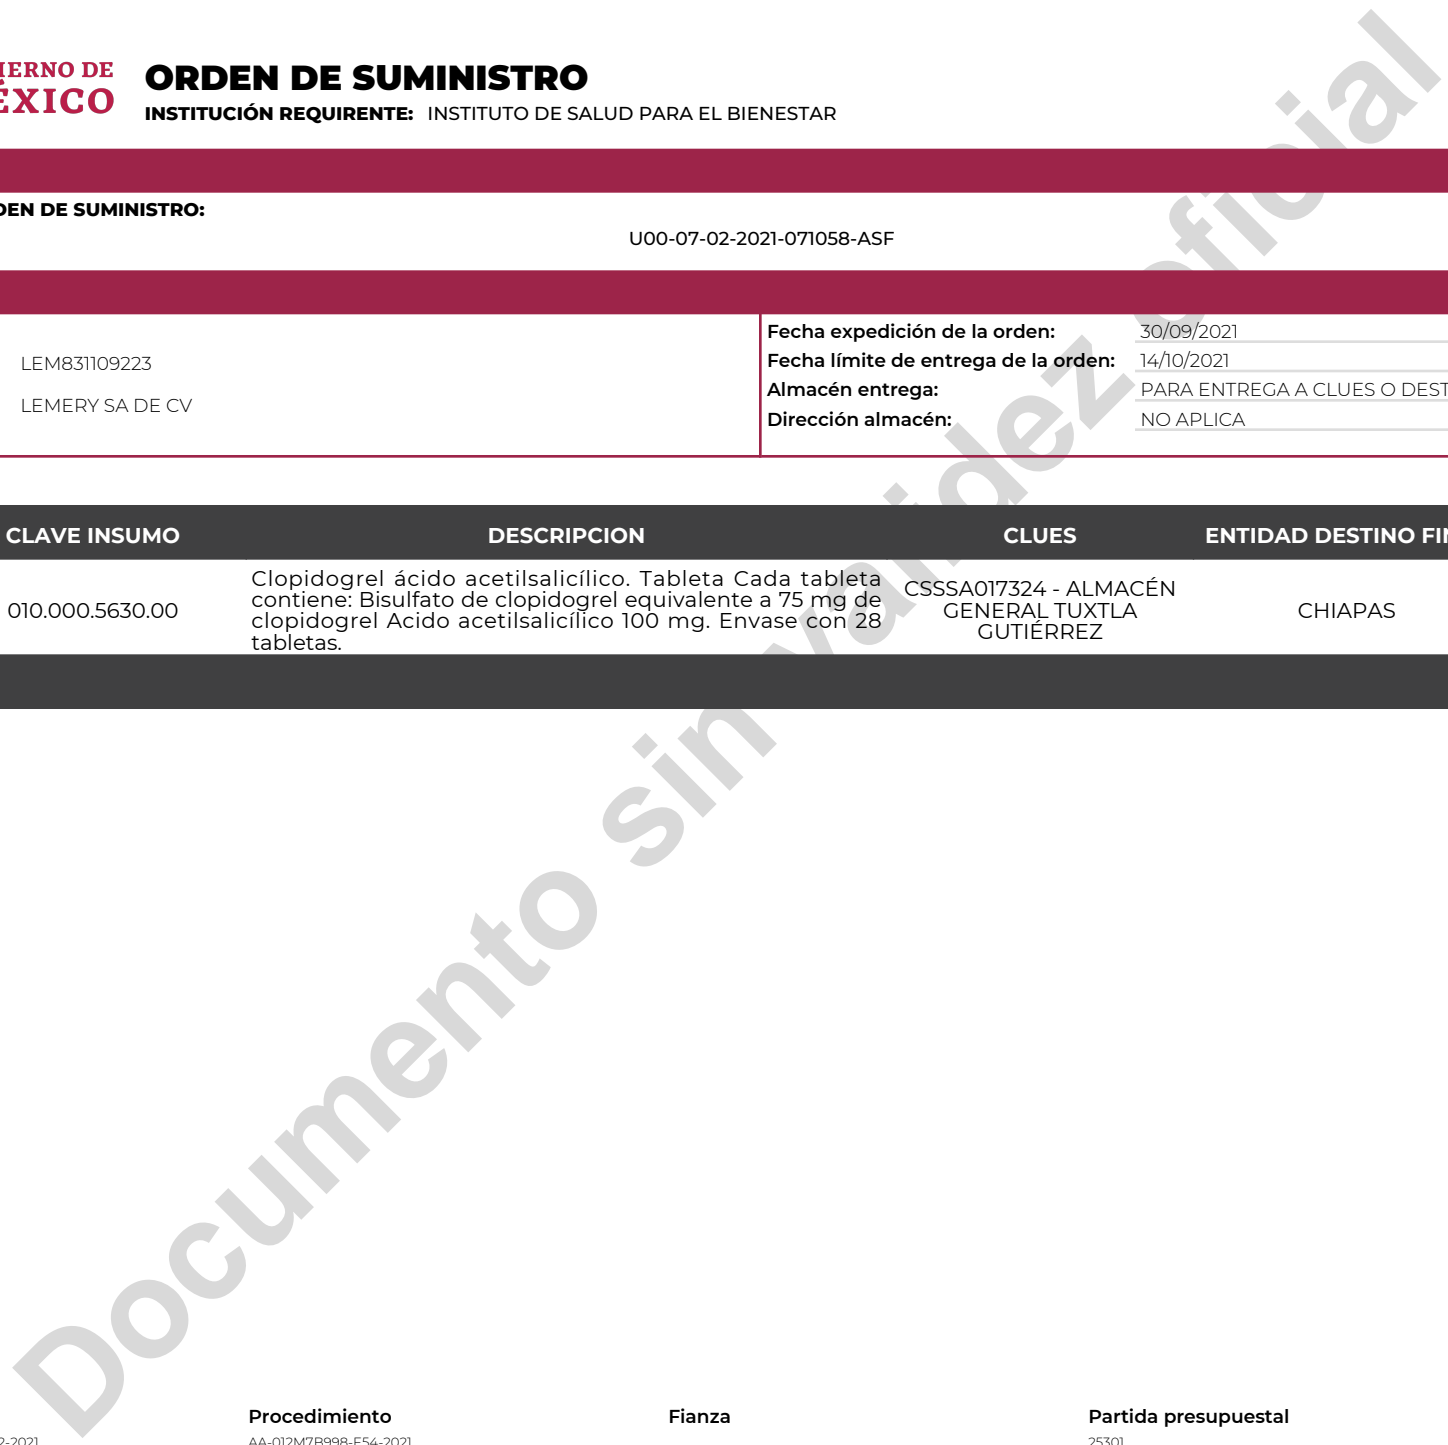 ORDEN DE SUMINISTRO
DE
INSTITUCIÓN REQUIRENTE: INSTITUTO DE SALUD PARA EL BIENESTAR
DE SUMINISTRO:
U00-07-02-2021-071058-ASF
LEM831109223
LEMERY SA DE CV
Fecha expedición de la orden: 30/09/2021
Fecha límite de entrega de la orden: 14/10/2021
Almacén entrega: PARA ENTREGA A CLUES O
Dirección almacén: NO APLICA
CLAVE INSUMO DESCRIPCION CLUES ENTIDAD DESTINO
010.000.5630.00
Clopidogrel ácido acetilsalicílico. Tableta Cada tableta
contiene: Bisulfato de clopidogrel equivalente a 75 mg de
clopidogrel Acido acetilsalicílico 100 mg. Envase con 28
tabletas.
CSSSA017324 - ALMACÉN
GENERAL TUXTLA
GUTIÉRREZ
CHIAPAS
Documento sin validez oficial
Procedimiento Fianza Partida presupuestal
AA-012M7B998-E54-2021 25301